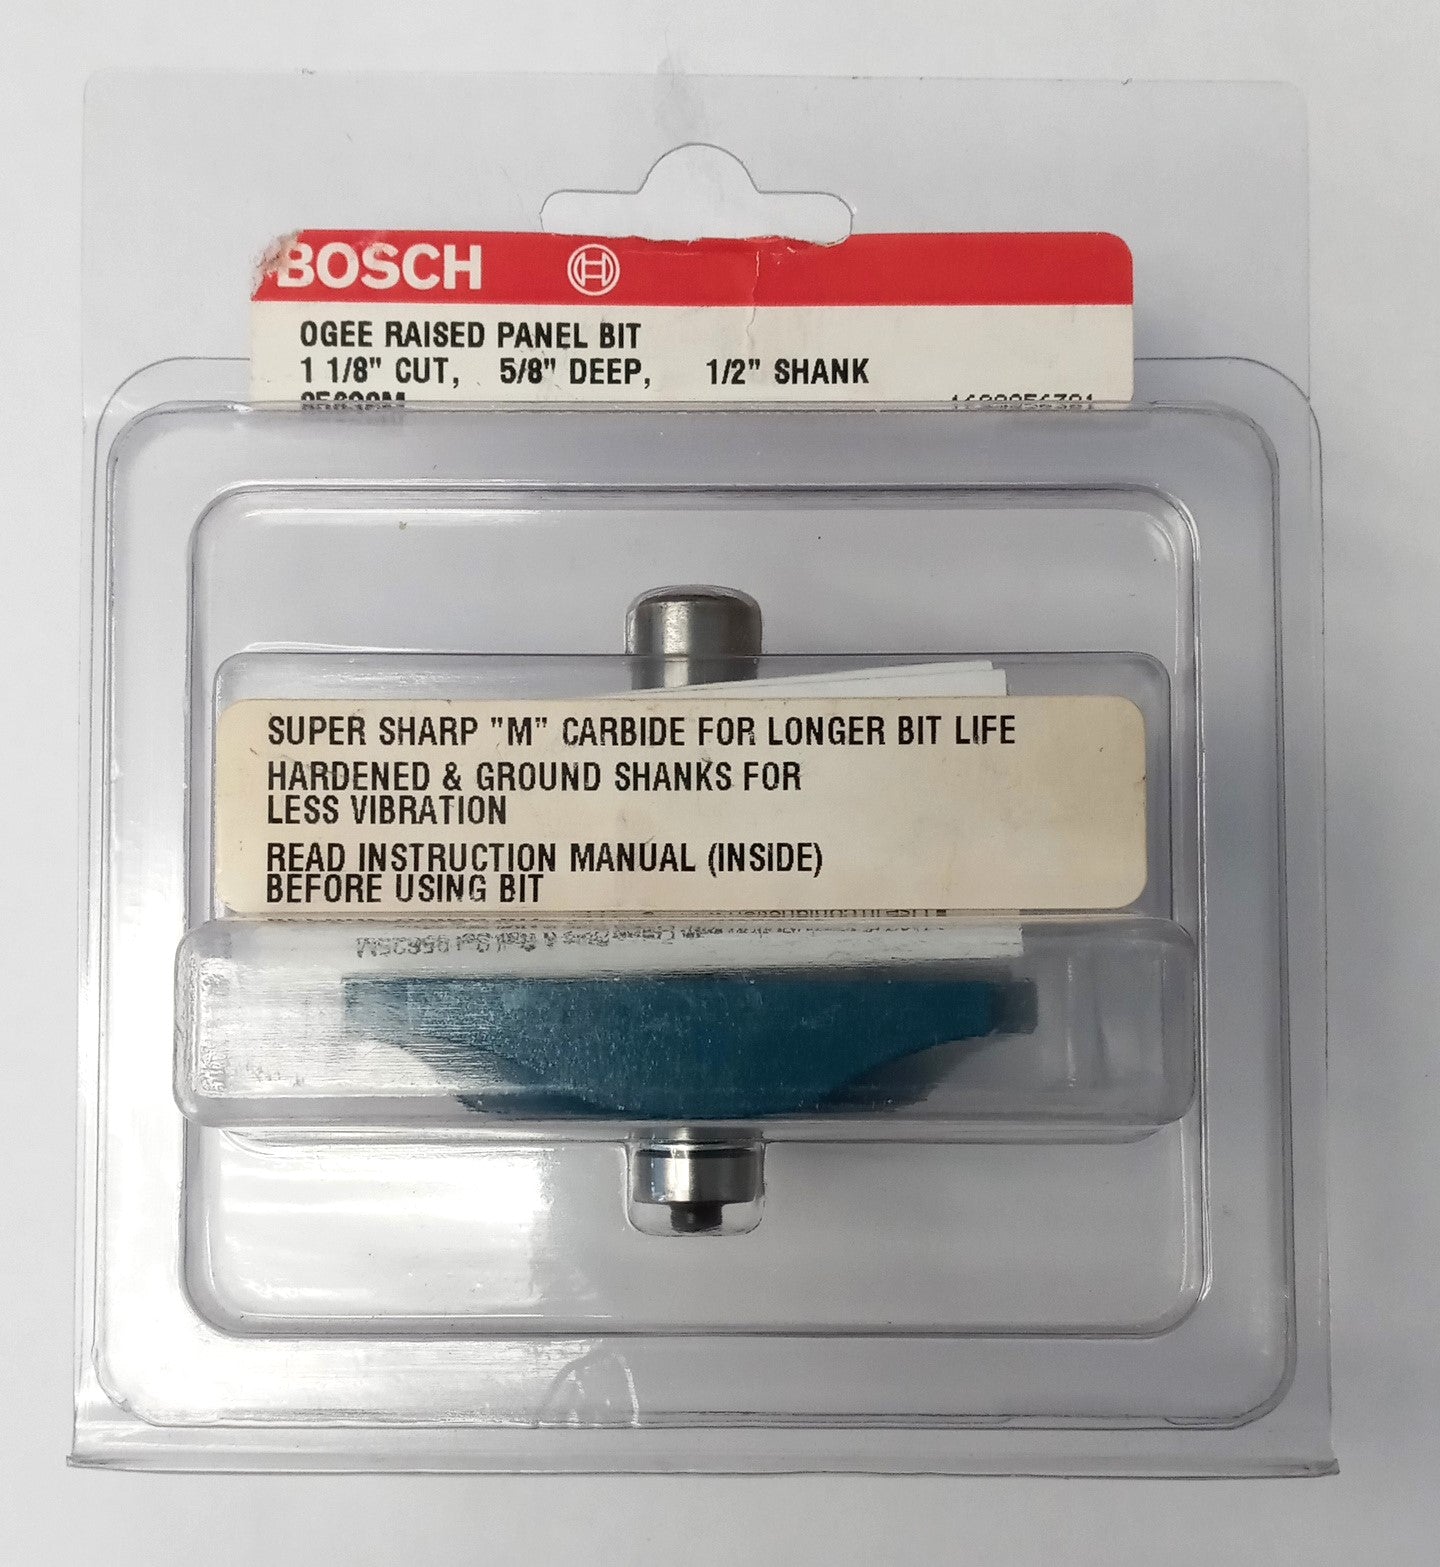 BOSCH
OGEE RAISED PANEL BIT
1 1/8" CUT, 5/8" DEEP, 1/2" SHANK
SUPER SHARP "M" CARBIDE FOR LONGER BIT LIFE
HARDENED & GROUND SHANKS FOR
LESS VIBRATION
READ INSTRUCTION MANUAL (INSIDE)
BEFORE USING BIT